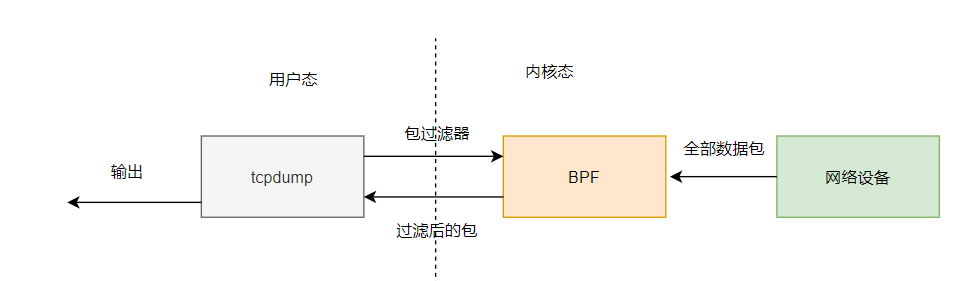 用户态
内核态
包过滤器
全部数据包
输出
tcpdump
BPF
网络设备
过滤后的包